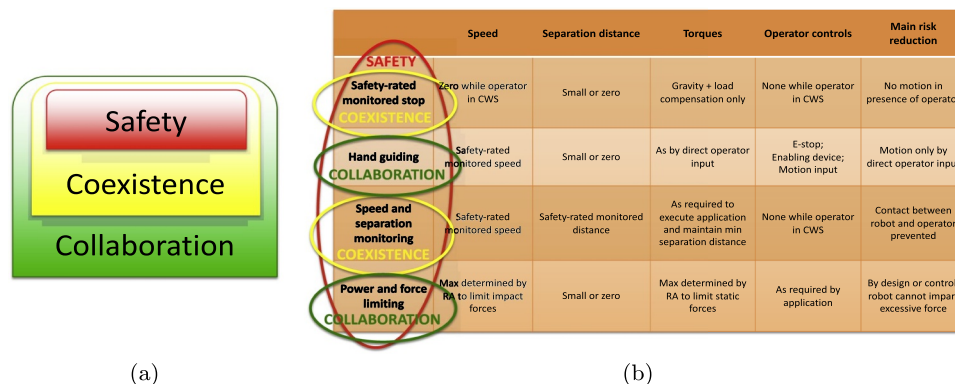 Safety
Coexistence
Collaboration
(a)
Speed
Separation distance
Torques
Operator controls
Main risk
reduction
SAFETY
Safety-rated
monitored stop
COEXISTENCE
Zero while operator
in CWS
Small or zero
Gravity + load
compensation only
None while operator
in CWS
No motion in
presence of operato
Hand guiding
COLLABORATION
Safety-rated
monitored speed
Small or zero
As by direct operator
input
E-stop;
Enabling device;
Motion input
Motion only by
direct operator inpu
Speed and
separation
monitoring
COEXISTENCE
Safety-rated
monitored speed
Safety-rated monitored
distance
As required to
execute application
and maintain min
separation distance
None while operator
in CWS
Contact between
robot and operator
prevented
Power and force
limiting
COLLABORATION
Max determined by
RA to limit impact
forces
Small or zero
Max determined by
RA to limit static
forces
As required by
application
By design or control
robot cannot impar
excessive force
(b)